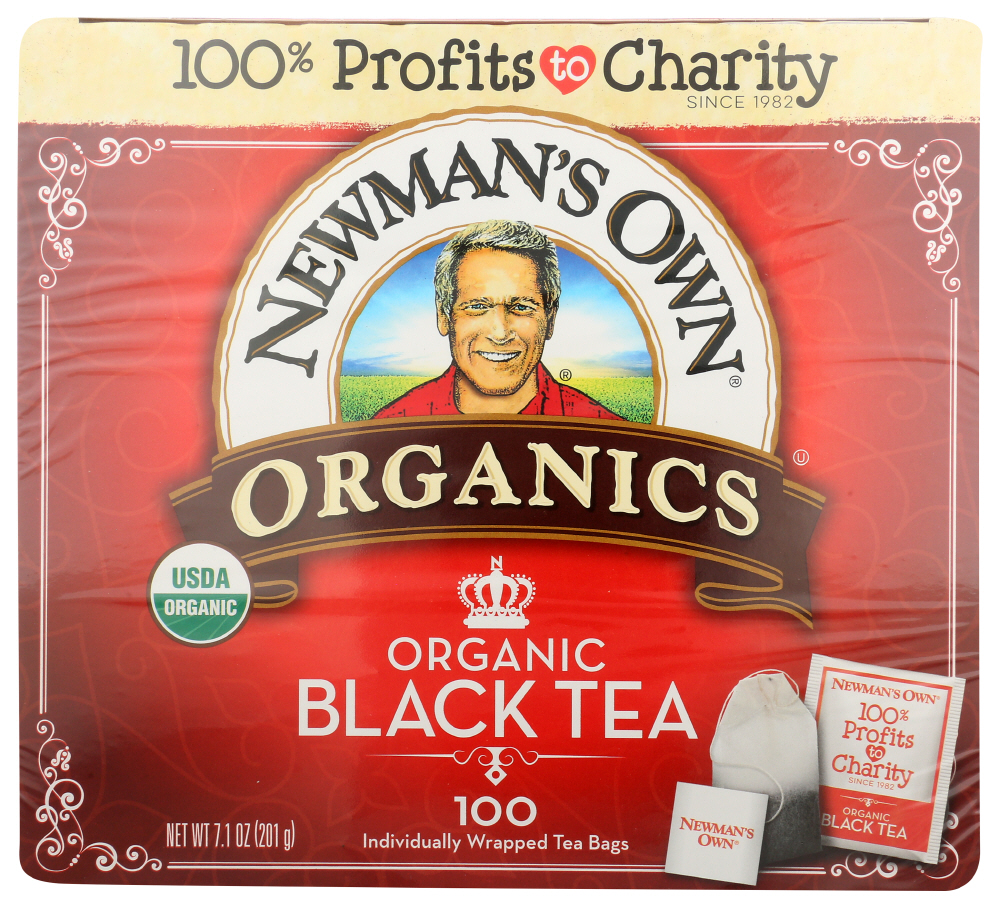 100% Profits to Charity
SINCE 1982
NEWMAN'S OWN®
®
ORGANICS
U
USDA
ORGANIC
N
ORGANIC
BLACK TEA
100
Individually Wrapped Tea Bags
NET WT 7.1 OZ (201 g)
NEWMAN'S
OWN®
NEWMAN'S OWN®
100%
Profits
to
Charity
SINCE 1982
ORGANIC
BLACK TEA